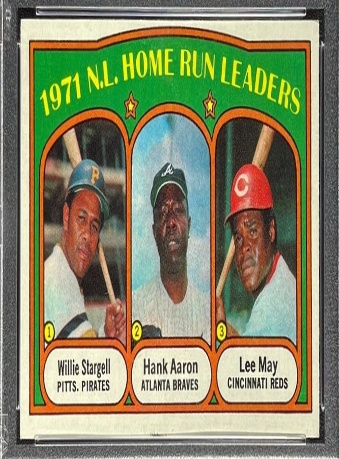 1971 N.L. HOME RUN LEADERS
P
A
C
1
2
3
Willie Stargell
PITTS. PIRATES
Hank Aaron
ATLANTA BRAVES
Lee May
CINCINNATI REDS